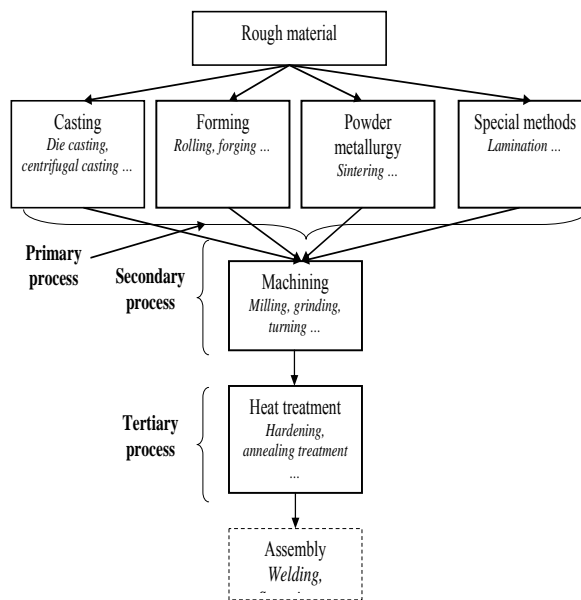 Rough material
Casting
Die casting,
centrifugal casting ...
Forming
Rolling, forging ...
Powder
metallurgy
Sintering ...
Special methods
Lamination ...
Primary
process
Secondary
process
Machining
Milling, grinding,
turning ...
Tertiary
process
Heat treatment
Hardening,
annealing treatment
...
Assembly
Welding,